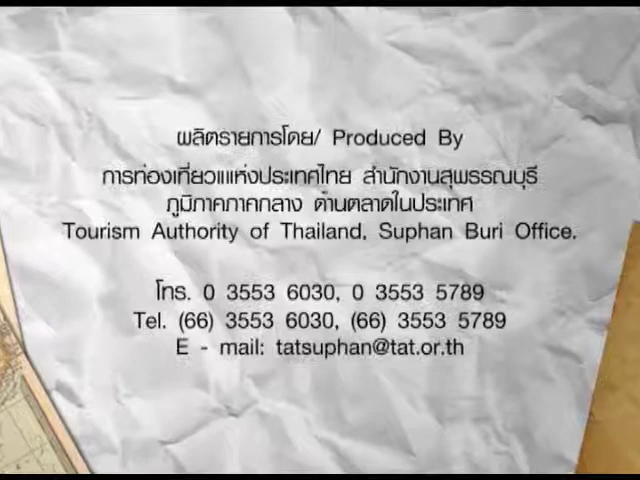 ผลิตรายการโดย/ Produced By
การท่องเที่ยวแห่งประเทศไทย สำนักงานสุพรรณบุรี
ภูมิภาคภาคกลาง ด้านตลาดในประเทศ
Tourism Authority of Thailand, Suphan Buri Office.
โทร. 0 3553 6030, 0 3553 5789
Tel. (66) 3553 6030, (66) 3553 5789
E - mail: tatsuphan@tat.or.th